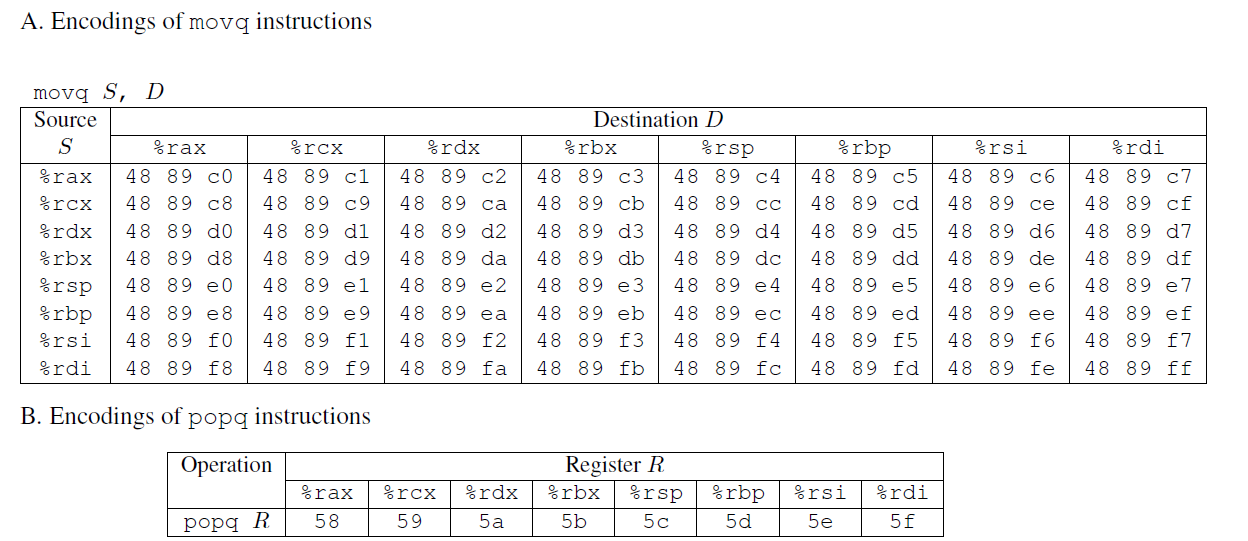 A. Encodings of movq instructions
movq S, D
Source Destination D
S %rax %rcx %rdx %rbx %rsp %rbp %rsi %rdi
%rax 48 89 c0 48 89 c1 48 89 c2 48 89 c3 48 89 c4 48 89 c5 48 89 c6 48 89 c7
%rcx 48 89 c8 48 89 c9 48 89 ca 48 89 cb 48 89 cc 48 89 cd 48 89 ce 48 89 cf
%rdx 48 89 d0 48 89 d1 48 89 d2 48 89 d3 48 89 d4 48 89 d5 48 89 d6 48 89 d7
%rbx 48 89 d8 48 89 d9 48 89 da 48 89 db 48 89 dc 48 89 dd 48 89 de 48 89 df
%rsp 48 89 e0 48 89 e1 48 89 e2 48 89 e3 48 89 e4 48 89 e5 48 89 e6 48 89 e7
%rbp 48 89 e8 48 89 e9 48 89 ea 48 89 eb 48 89 ec 48 89 ed 48 89 ee 48 89 ef
%rsi 48 89 f0 48 89 f1 48 89 f2 48 89 f3 48 89 f4 48 89 f5 48 89 f6 48 89 f7
%rdi 48 89 f8 48 89 f9 48 89 fa 48 89 fb 48 89 fc 48 89 fd 48 89 fe 48 89 ff
B. Encodings of popq instructions
Operation Register R
%rax %rcx %rdx %rbx %rsp %rbp %rsi %rdi
popq R 58 59 5a 5b 5c 5d 5e 5f